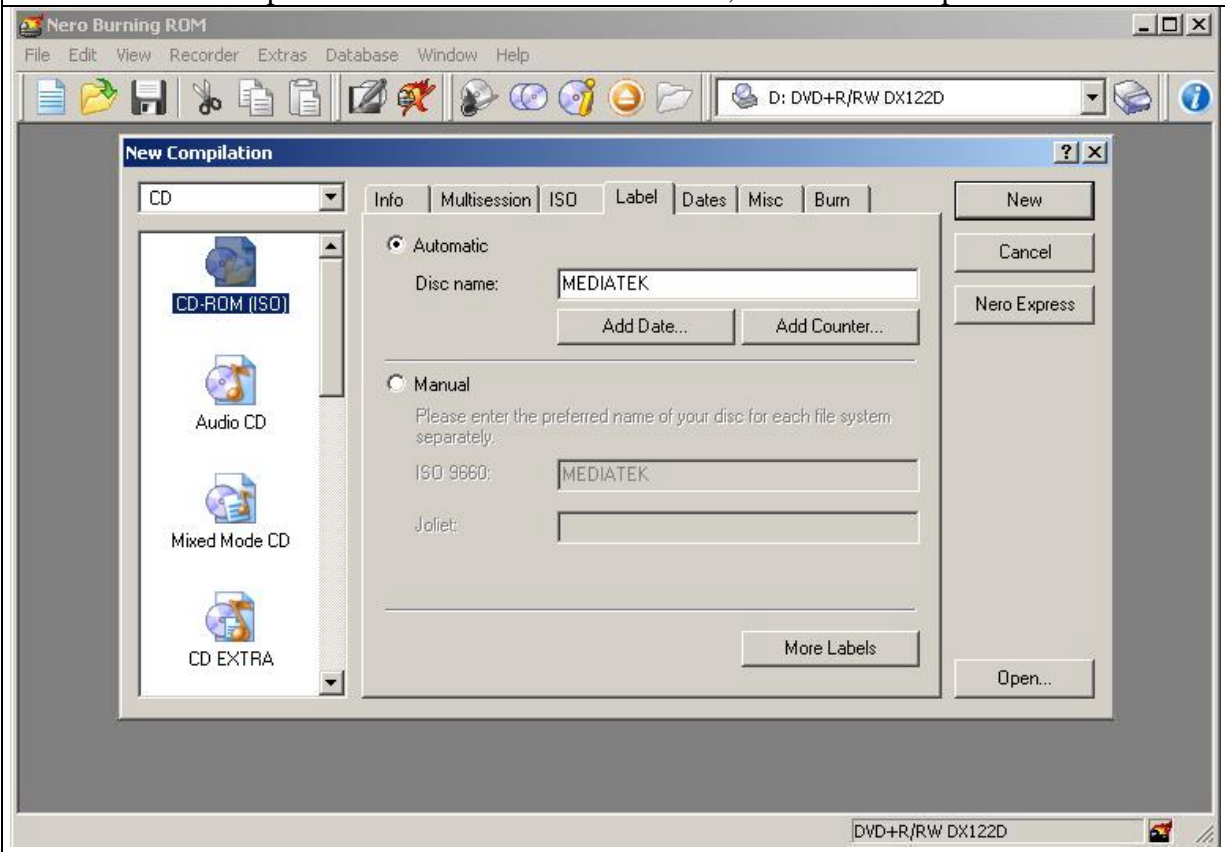 Nero Burning ROM
File Edit View Recorder Extras Database Window Help
D: DVD+R/RW DX122D
New Compilation
CD
Info Multisession ISO Label Dates Misc Burn
New
Cancel
Nero Express
CD-ROM (ISO)
Audio CD
Mixed Mode CD
CD EXTRA
Automatic
Disc name: MEDIATEK
Add Date... Add Counter...
Manual
Please enter the preferred name of your disc for each file system
separately.
ISO 9660: MEDIATEK
Joliet:
More Labels
Open...
DVD+R/RW DX122D